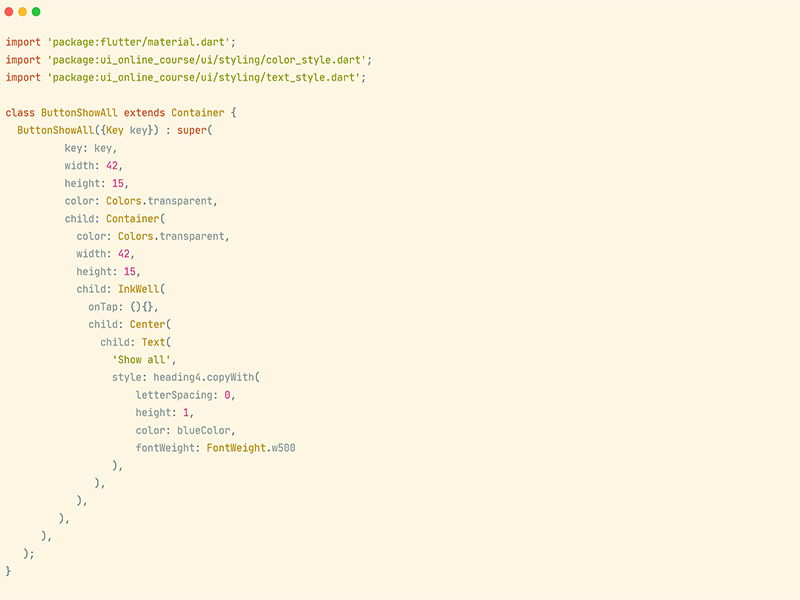 import 'package:flutter/material.dart';
import 'package:ui_online_course/ui/styling/color_style.dart';
import 'package:ui_online_course/ui/styling/text_style.dart';

class ButtonShowAll extends Container {
  ButtonShowAll({Key key}) : super(
          key: key,
          width: 42,
          height: 15,
          color: Colors.transparent,
          child: Container(
            color: Colors.transparent,
            width: 42,
            height: 15,
            child: InkWell(
              onTap: (){},
              child: Center(
                child: Text(
                  'Show all',
                  style: heading4.copyWith(
                      letterSpacing: 0,
                      height: 1,
                      color: blueColor,
                      fontWeight: FontWeight.w500
                  ),
               ),
            ),
         ),
      ),
   );
}